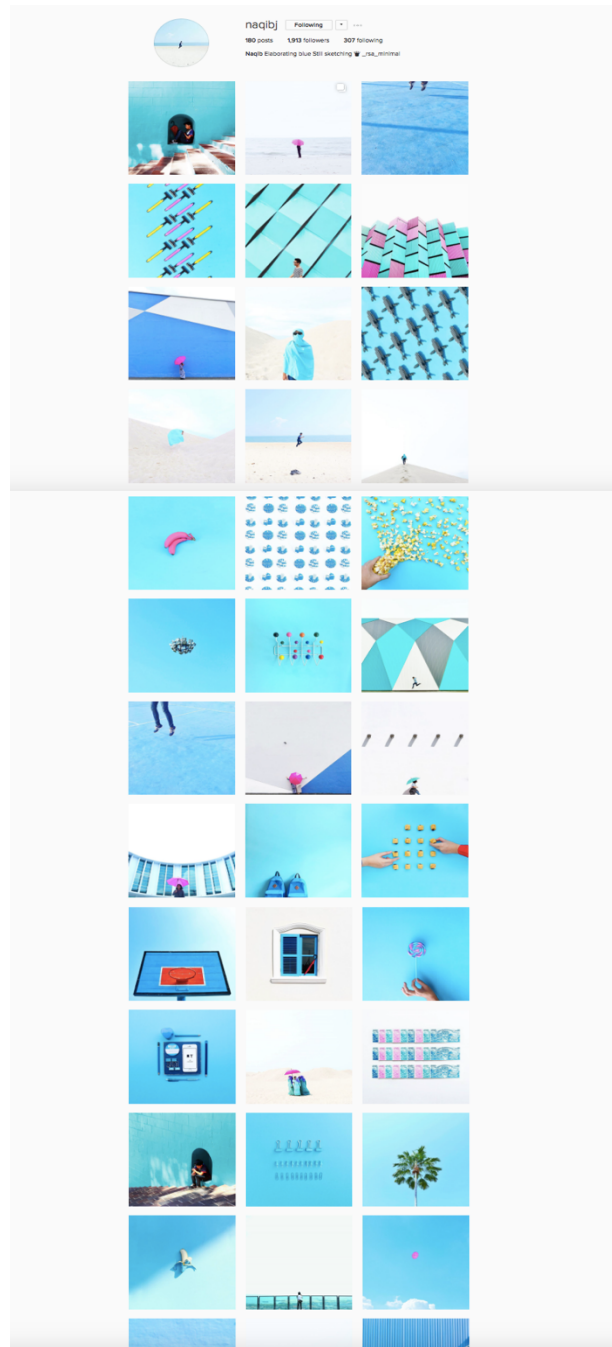 naqibj Following
180 posts 1,913 followers 307 following
Naqib Elaborating blue Still sketching _rsa_minimal